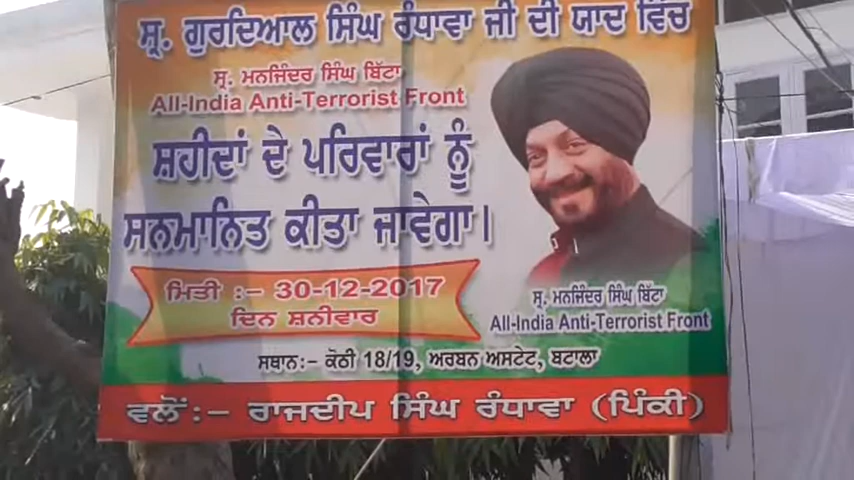 ਸ੍ਰ. ਗੁਰਦਿਆਲ ਸਿੰਘ ਰੰਧਾਵਾ ਜੀ ਦੀ ਯਾਦ ਵਿੱਚ
ਸ੍ਰ. ਮਨਜਿੰਦਰ ਸਿੰਘ ਬਿੱਟਾ
All-India Anti-Terrorist Front
ਸ਼ਹੀਦਾਂ ਦੇ ਪਰਿਵਾਰਾਂ ਨੂੰ
ਸਨਮਾਨਿਤ ਕੀਤਾ ਜਾਵੇਗਾ।
ਮਿਤੀ :- 30-12-2017
ਦਿਨ :- ਸ਼ਨੀਵਾਰ
ਸ੍ਰ. ਮਨਜਿੰਦਰ ਸਿੰਘ ਬਿੱਟਾ
All-India Anti-Terrorist Front
ਸਥਾਨ:- ਕੋਠੀ 18/19, ਅਰਬਨ ਅਸਟੇਟ, ਬਟਾਲਾ
ਵਲੋਂ :- ਰਾਜਦੀਪ ਸਿੰਘ ਰੰਧਾਵਾ (ਪਿੰਕੀ)